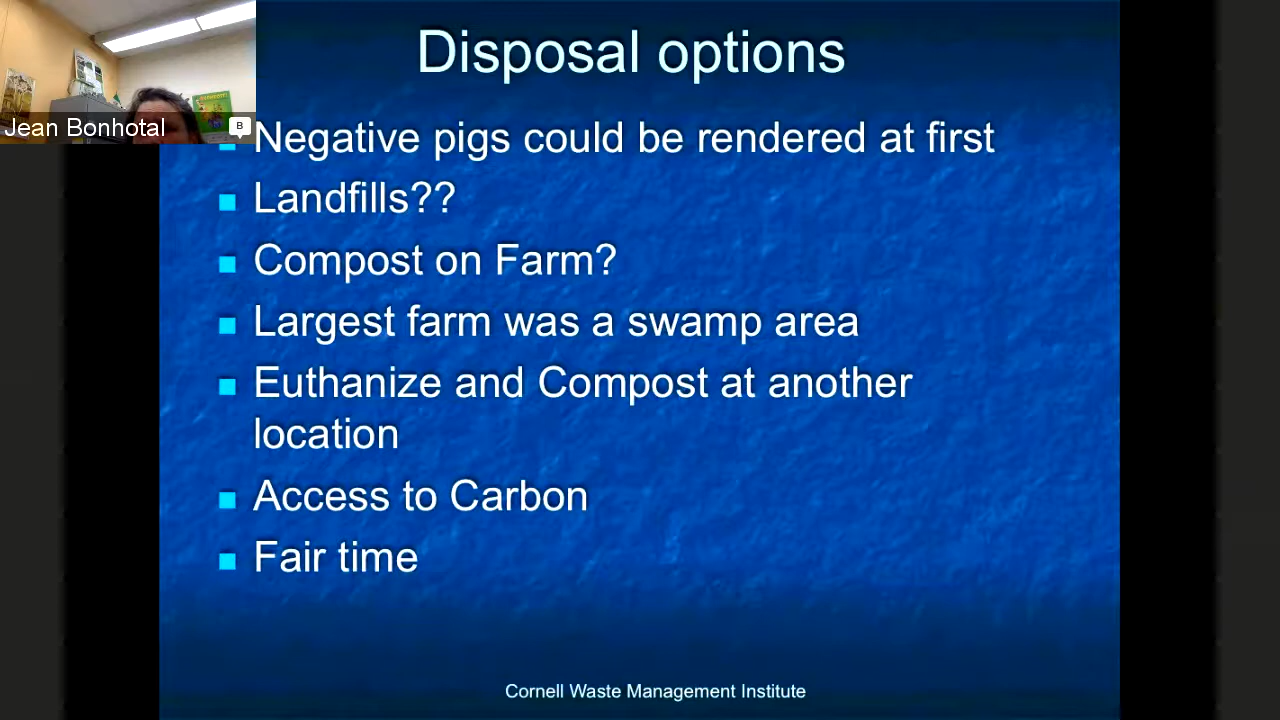 Disposal options
Jean Bonhotal
B
Negative pigs could be rendered at first
Landfills??
Compost on Farm?
Largest farm was a swamp area
Euthanize and Compost at another
location
Access to Carbon
Fair time
Cornell Waste Management Institute